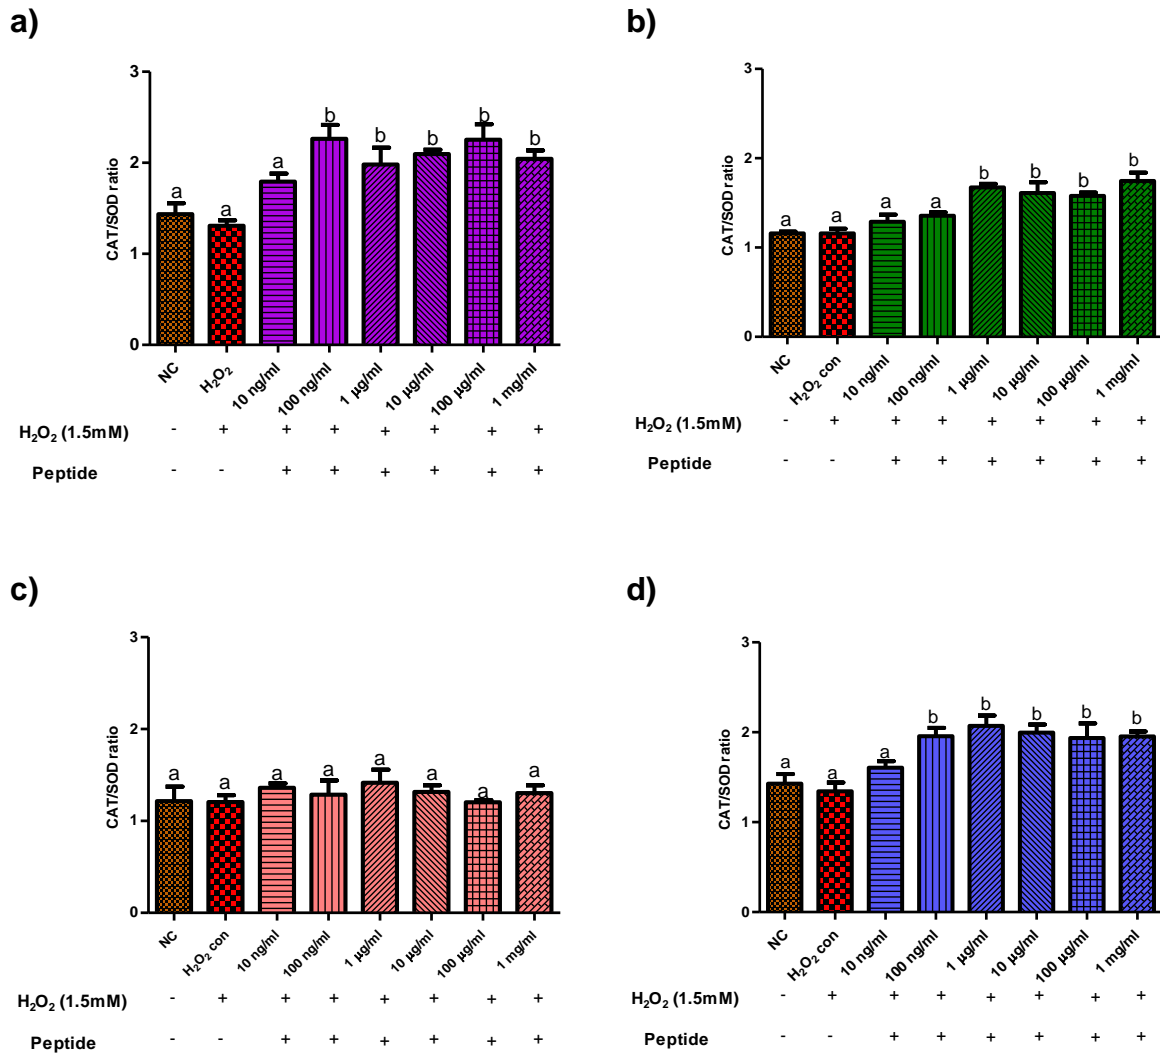 a)
3
2
1
0
CAT/SOD ratio
a
a
a
b
b
b
b
b
NC
H₂O₂
10 ng/ml
100 ng/ml
1 µg/ml
10 µg/ml
100 µg/ml
1 mg/ml
H₂O₂ (1.5mM) - + + + + + + +
Peptide - - + + + + + +
b)
3
2
1
0
CAT/SOD ratio
a
a
a
a
b
b
b
b
NC
H₂O₂ con
10 ng/ml
100 ng/ml
1 µg/ml
10 µg/ml
100 µg/ml
1 mg/ml
H₂O₂ (1.5mM) - + + + + + + +
Peptide - - + + + + + +
c)
3
2
1
0
CAT/SOD ratio
a
a
a
a
a
a
a
a
NC
H₂O₂ con
10 ng/ml
100 ng/ml
1 µg/ml
10 µg/ml
100 µg/ml
1 mg/ml
H₂O₂ (1.5mM) - + + + + + + +
Peptide - - + + + + + +
d)
3
2
1
0
CAT/SOD ratio
a
a
a
b
b
b
b
b
NC
H₂O₂ con
10 ng/ml
100 ng/ml
1 µg/ml
10 µg/ml
100 µg/ml
1 mg/ml
H₂O₂ (1.5mM) - + + + + + + +
Peptide - - + + + + + +